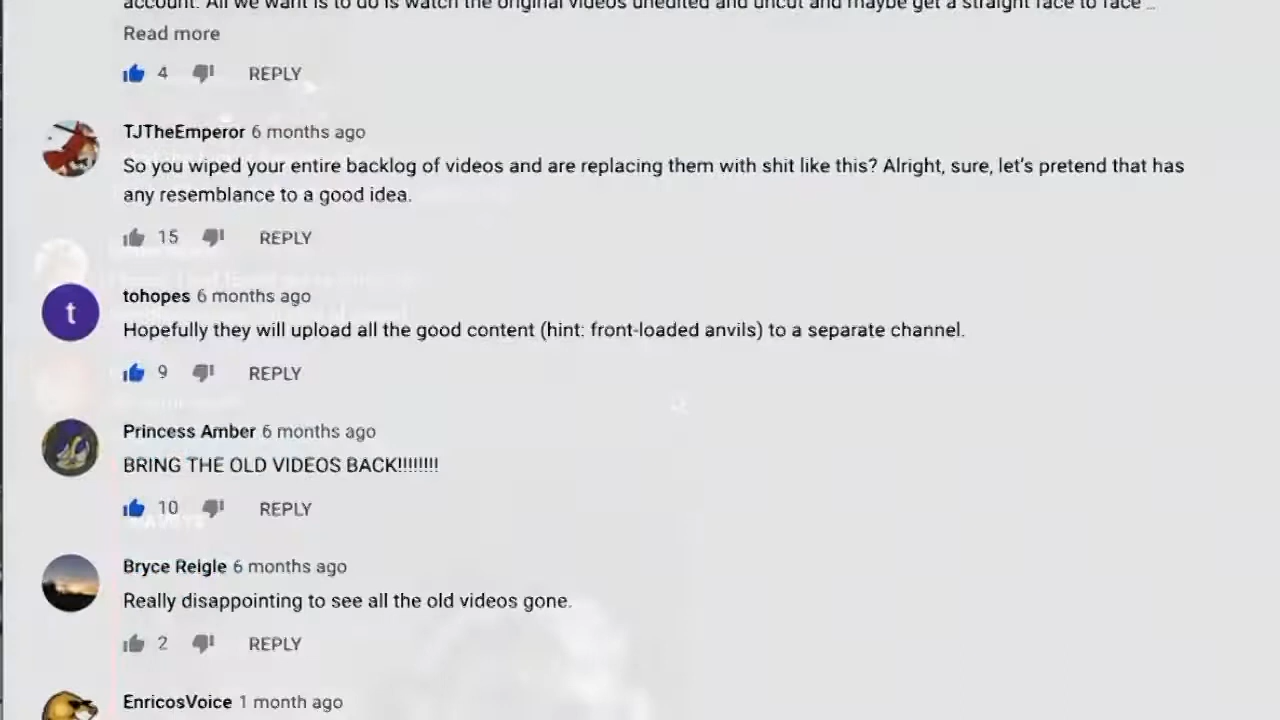 account. All we want is to do is watch the original videos unedited and uncut and maybe get a straight face to face ...
Read more
4 REPLY
TJTheEmperor 6 months ago
So you wiped your entire backlog of videos and are replacing them with shit like this? Alright, sure, let's pretend that has
any resemblance to a good idea.
15 REPLY
t
tohopes 6 months ago
Hopefully they will upload all the good content (hint: front-loaded anvils) to a separate channel.
9 REPLY
Princess Amber 6 months ago
BRING THE OLD VIDEOS BACK!!!!!!!!
10 REPLY
Bryce Reigle 6 months ago
Really disappointing to see all the old videos gone.
2 REPLY
EnricosVoice 1 month ago